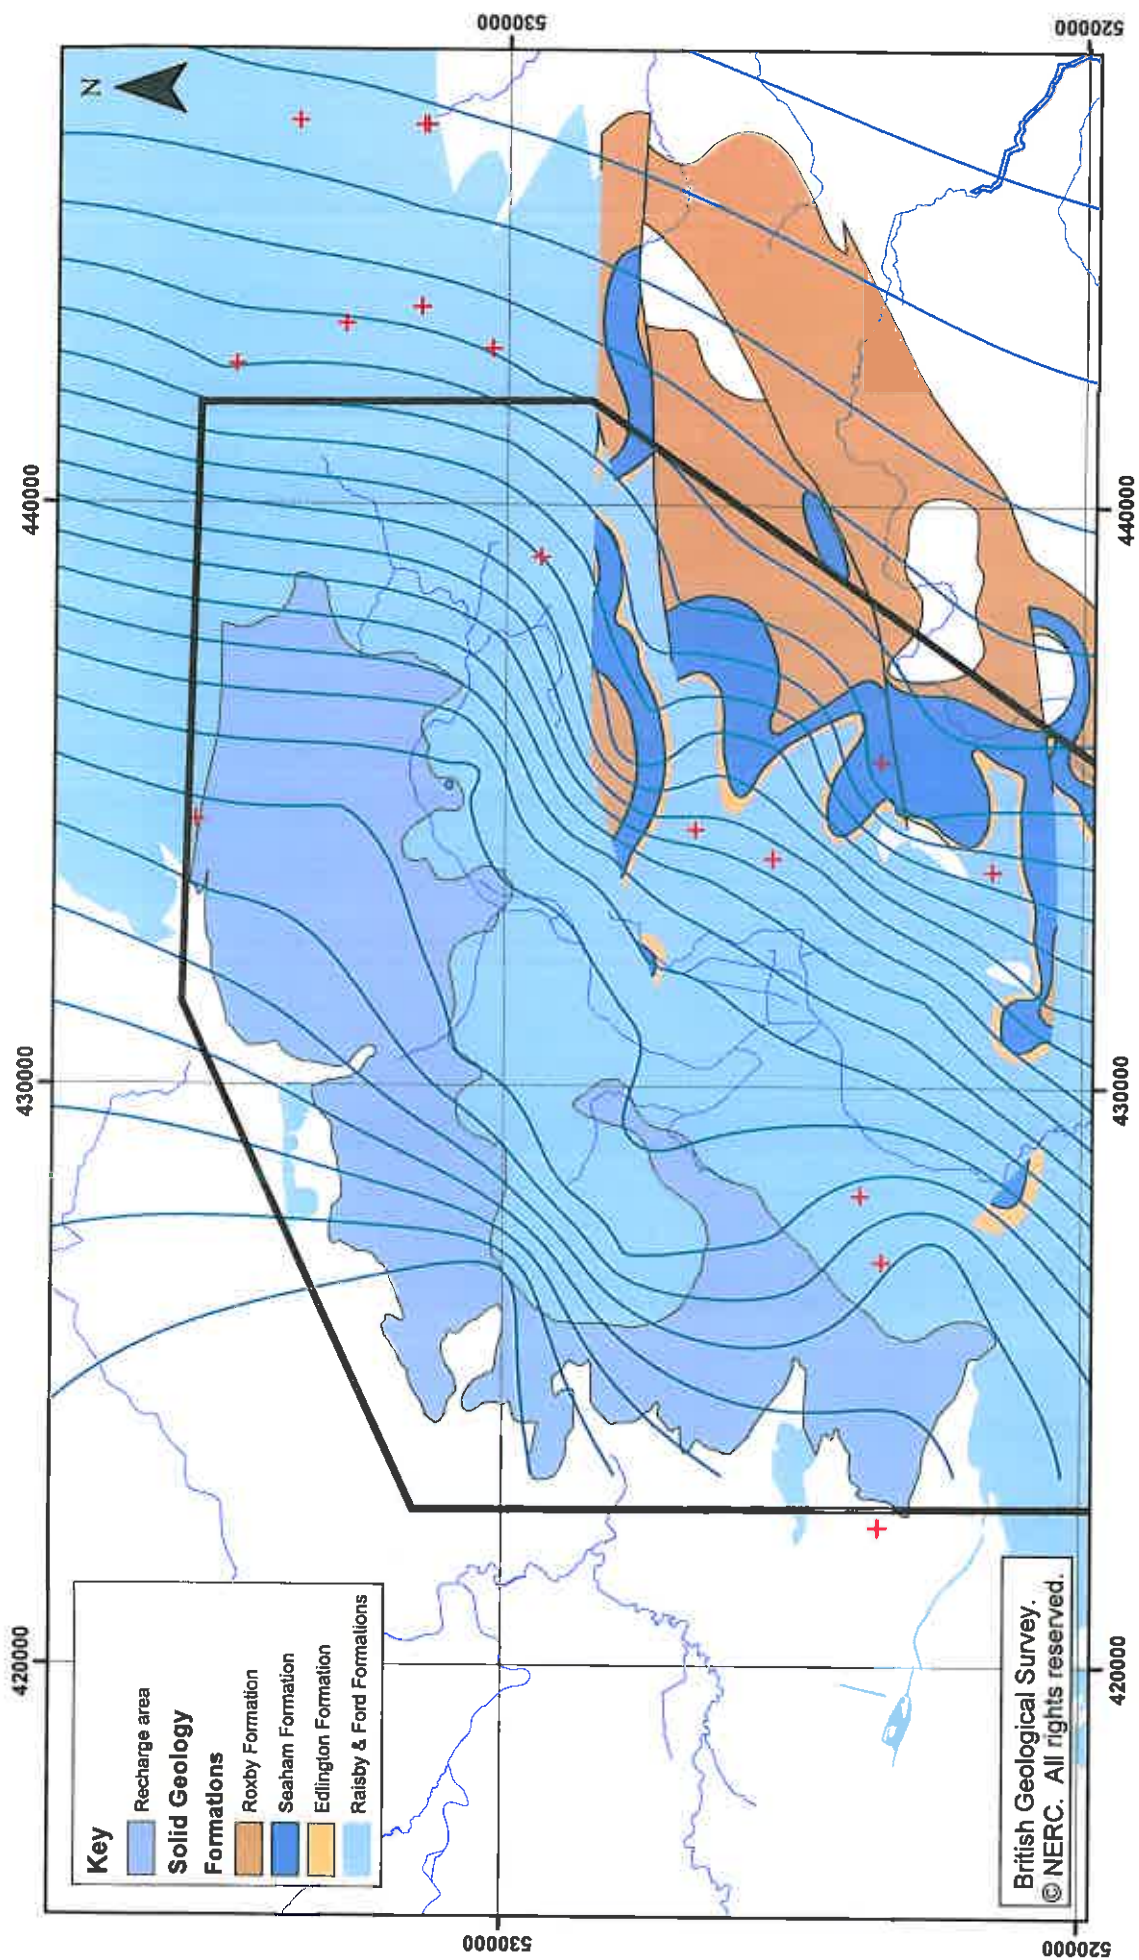 530000
520000
N
440000
440000
430000
430000
420000
420000
Key
Recharge area
Solid Geology
Formations
Roxby Formation
Seaham Formation
Edlington Formation
Raisby & Ford Formations
British Geological Survey.
© NERC. All rights reserved.
530000
520000